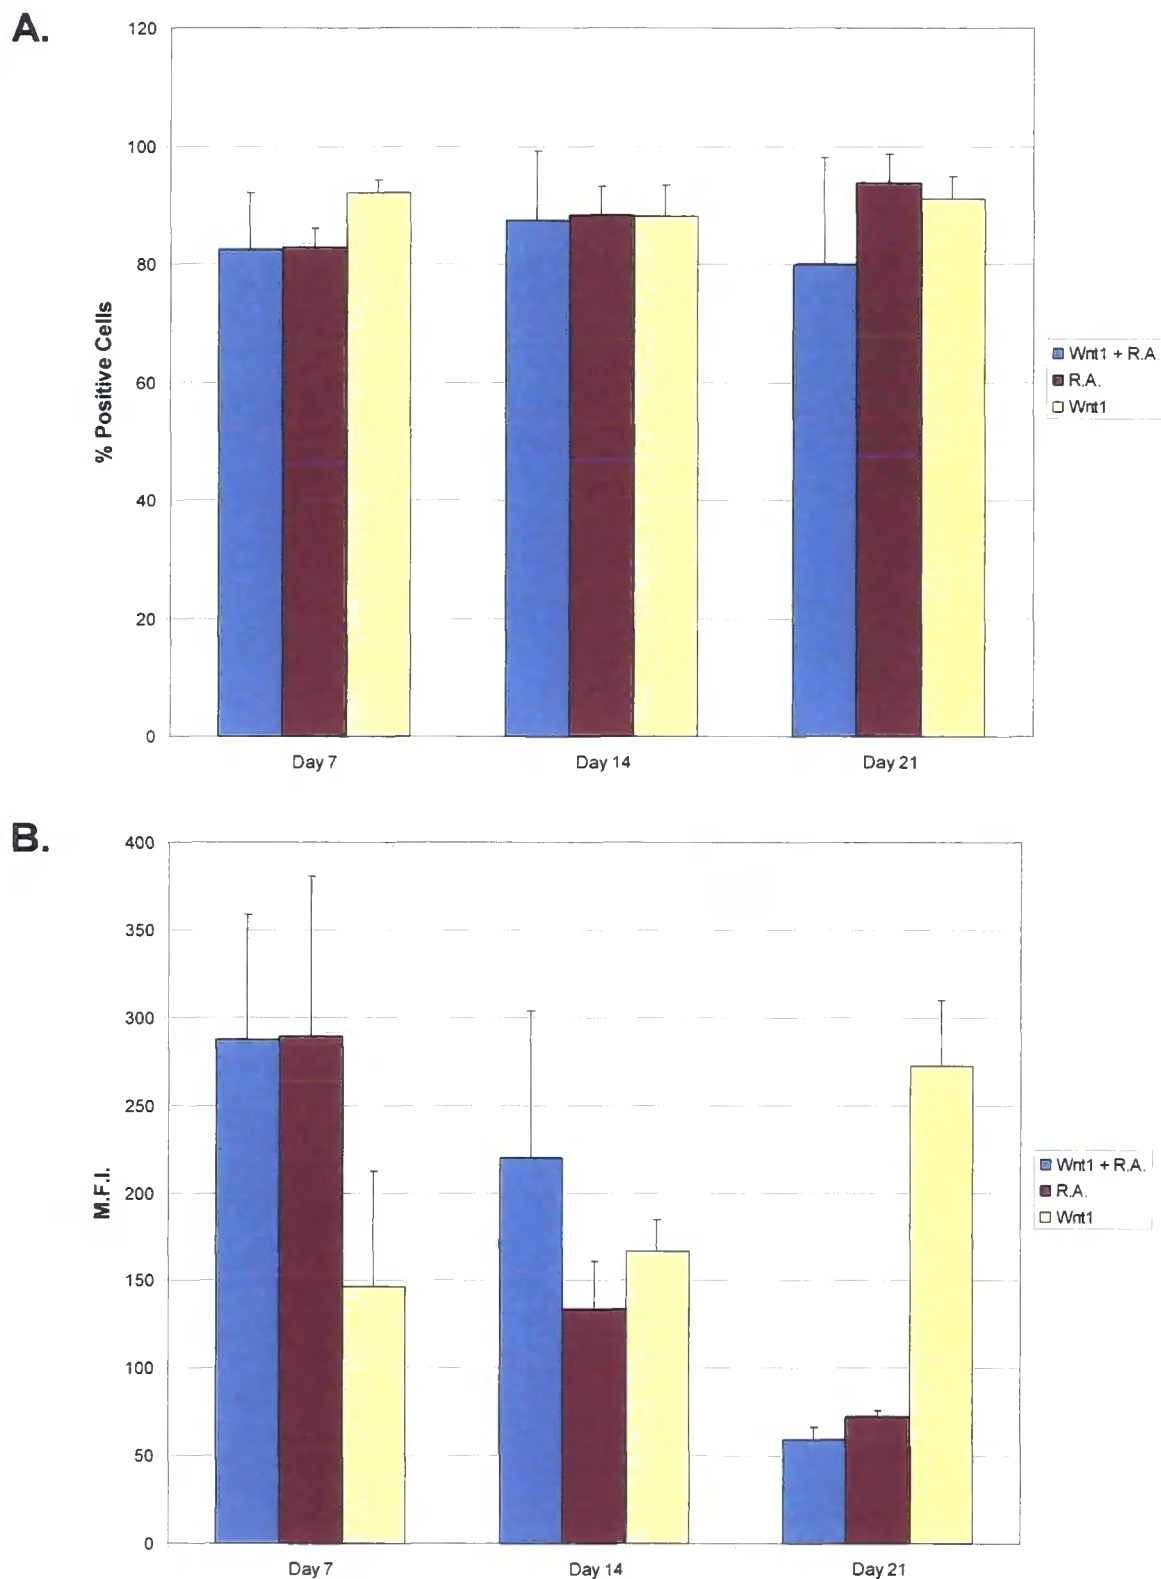 A.
120
100
80
60
40
20
0
% Positive Cells
Day 7
Day 14
Day 21
Wnt1 + R.A.
R.A.
Wnt1
B.
400
350
300
250
200
150
100
50
0
M.F.I.
Day 7
Day 14
Day 21
Wnt1 + R.A.
R.A.
Wnt1